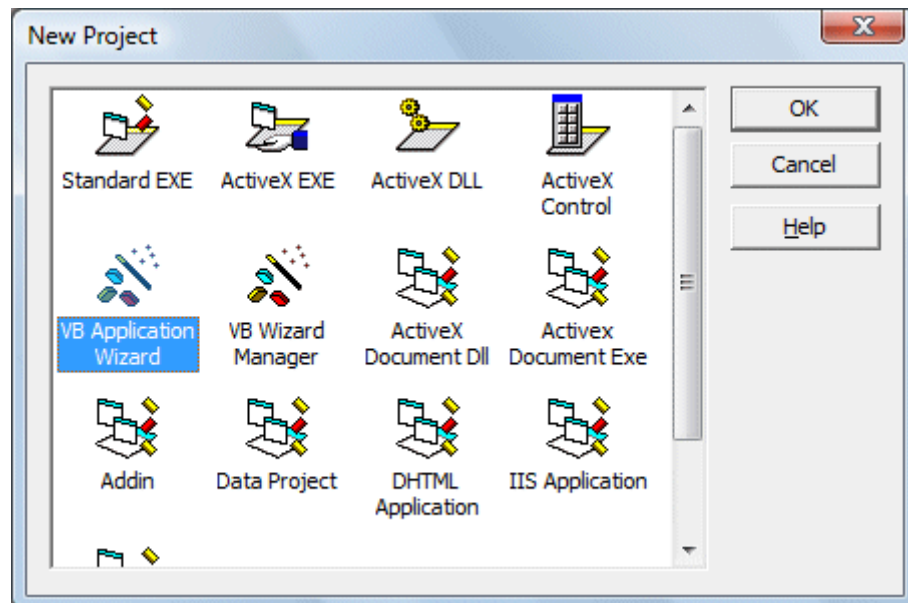 New Project
Standard EXE
ActiveX EXE
ActiveX DLL
ActiveX
Control
VB Application
Wizard
VB Wizard
Manager
ActiveX
Document Dll
Activex
Document Exe
Addin
Data Project
DHTML
Application
IIS Application
OK
Cancel
Help